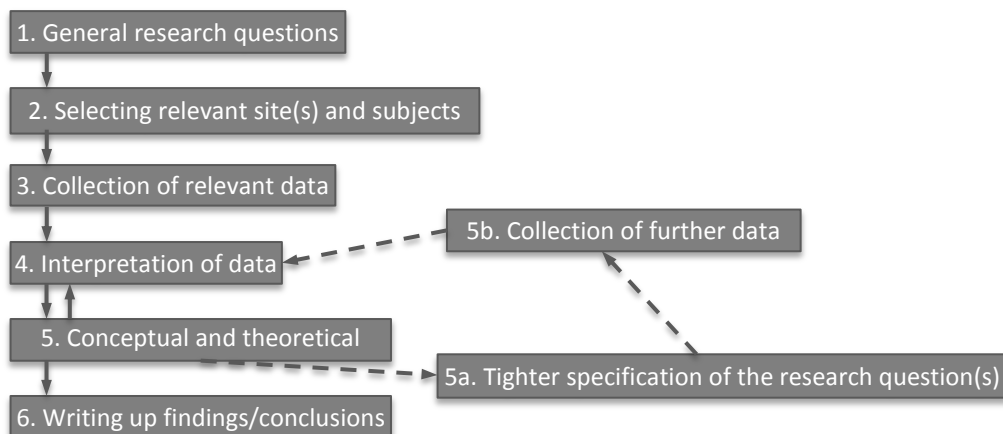 1. General research questions
2. Selecting relevant site(s) and subjects
3. Collection of relevant data
4. Interpretation of data
5b. Collection of further data
5. Conceptual and theoretical
5a. Tighter specification of the research question(s)
6. Writing up findings/conclusions